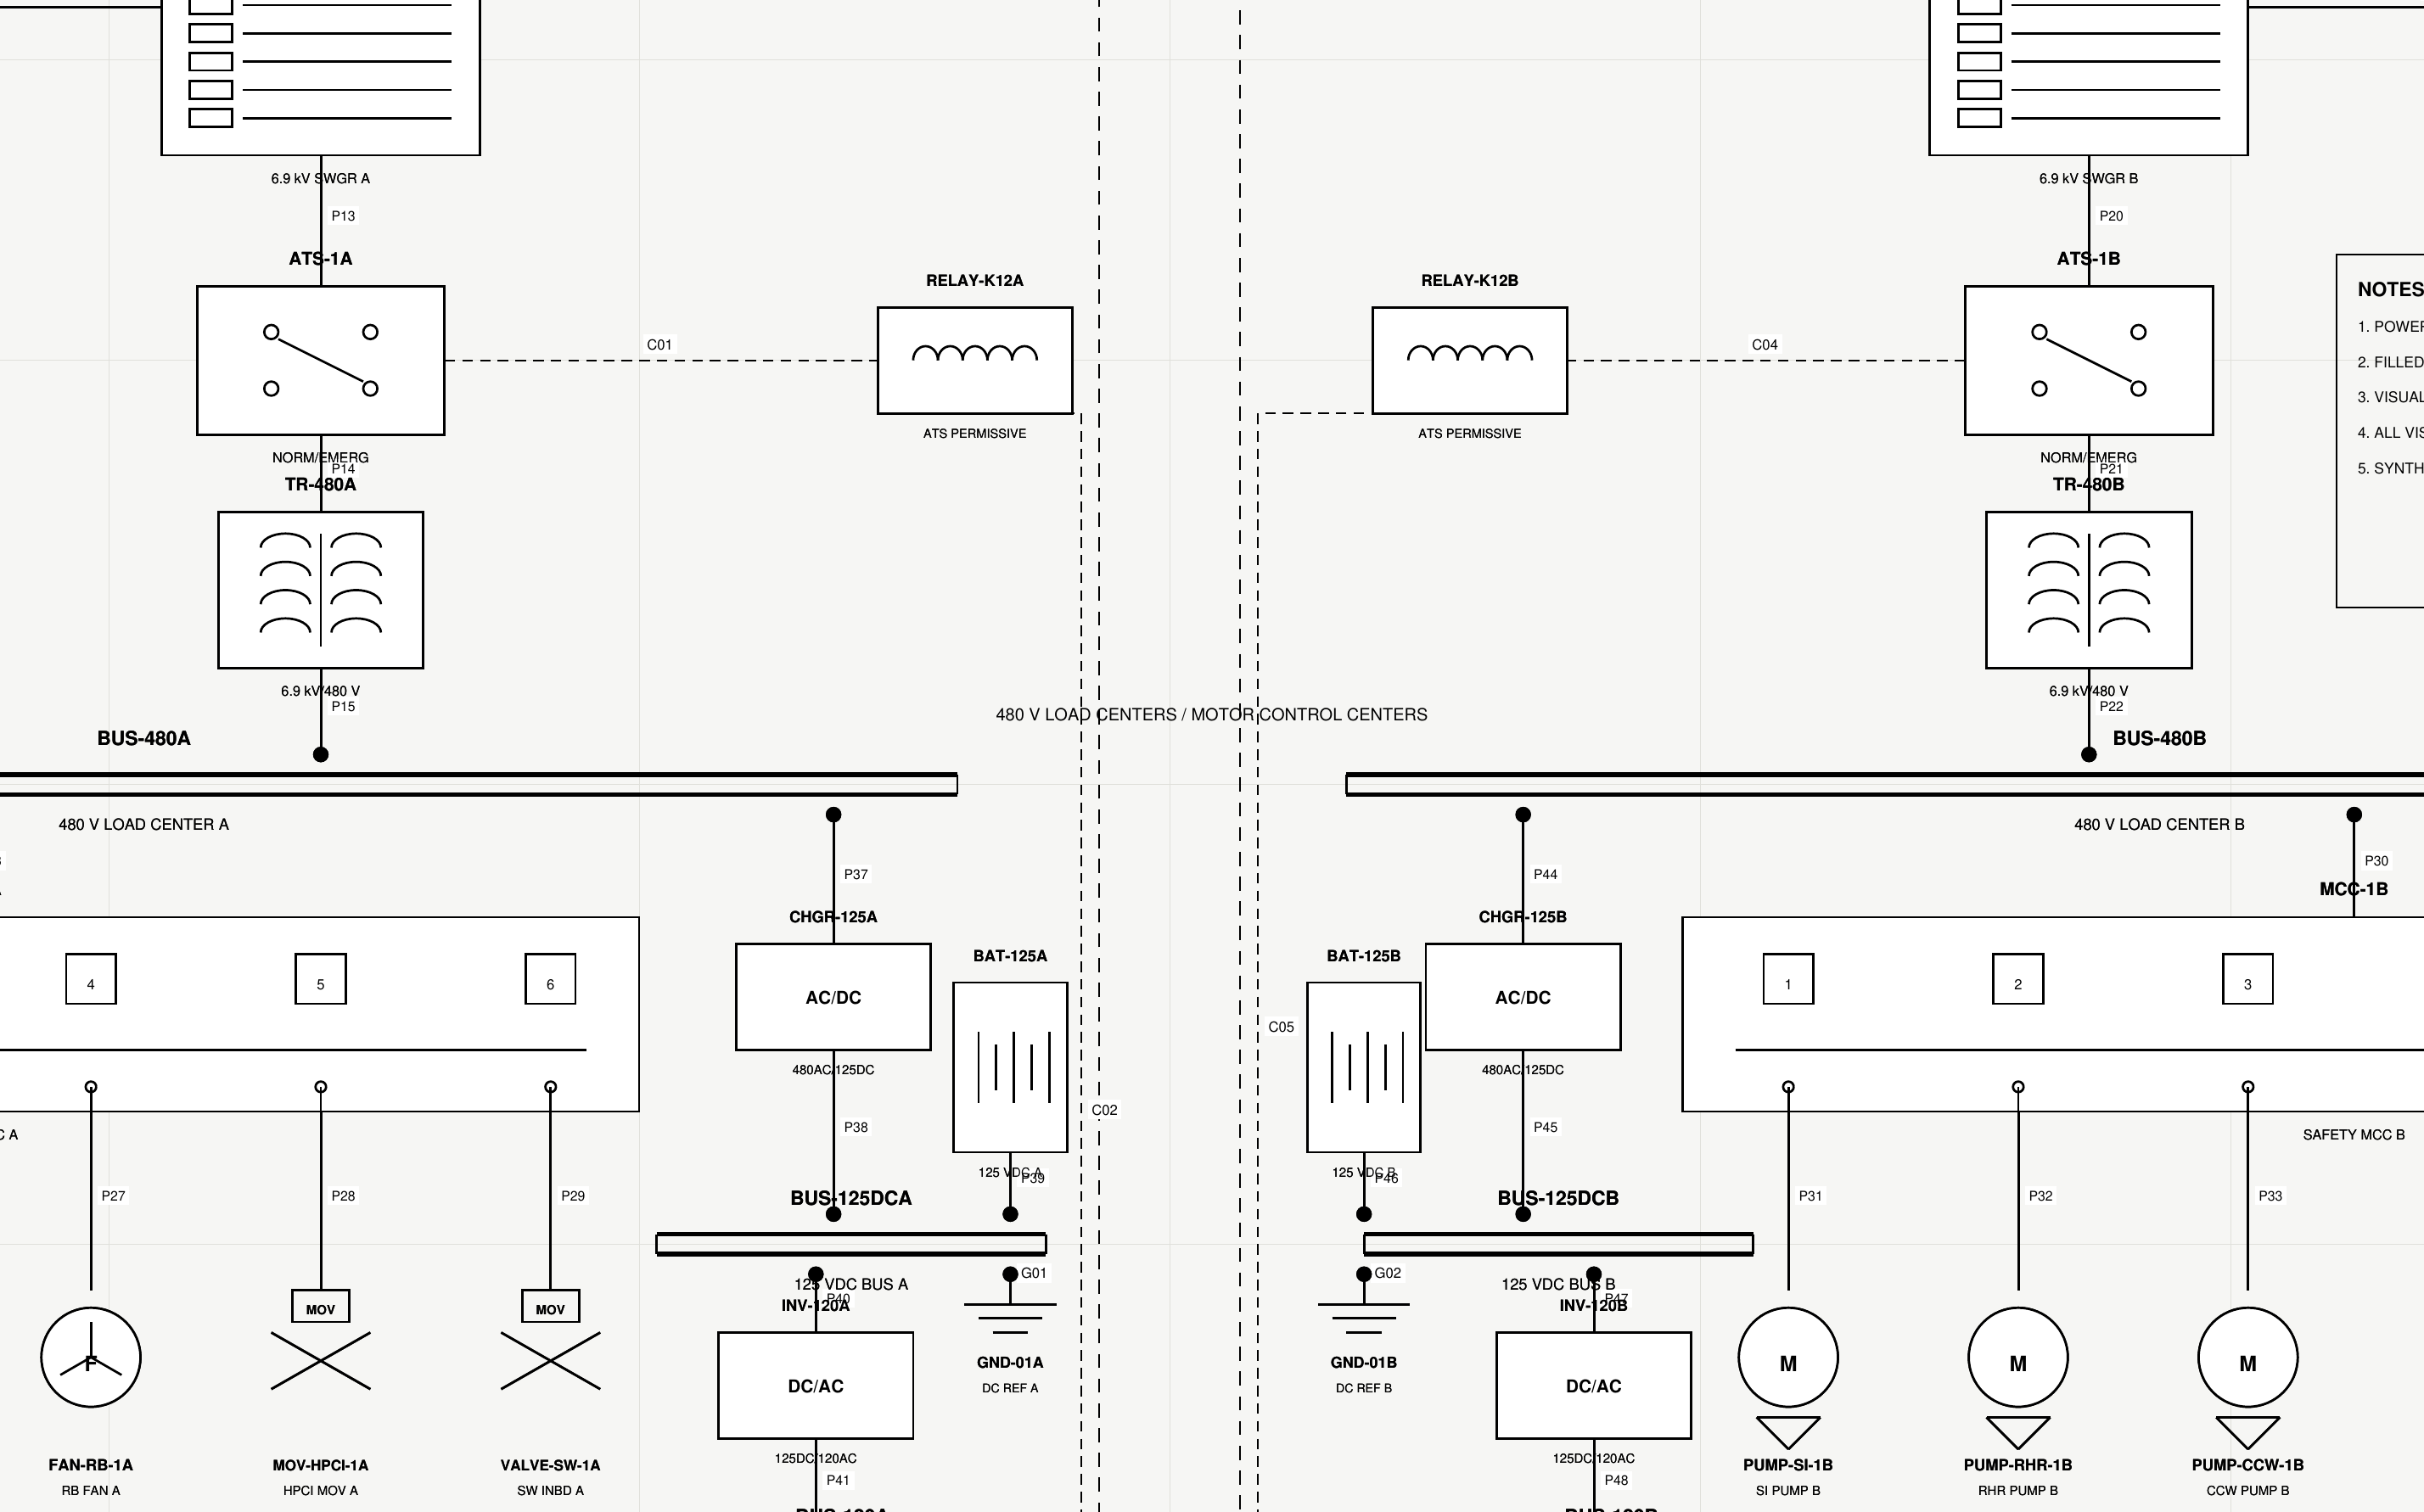 6.9 kV SWGR A
6.9 kV SWGR B
P13
P20
ATS-1A
ATS-1B
RELAY-K12A
RELAY-K12B
NOTES
1. POWER
2. FILLED
3. VISUAL
4. ALL VIS
5. SYNTH
C01
C04
ATS PERMISSIVE
ATS PERMISSIVE
NORM/EMERG
P14
NORM/EMERG
P21
TR-480A
TR-480B
6.9 kV/480 V
P15
6.9 kV/480 V
P22
480 V LOAD CENTERS / MOTOR CONTROL CENTERS
BUS-480A
BUS-480B
480 V LOAD CENTER A
480 V LOAD CENTER B
P37
P44
P30
MCC-1B
CHGR-125A
CHGR-125B
BAT-125A
BAT-125B
4
5
6
AC/DC
AC/DC
1
2
3
C05
480AC/125DC
480AC/125DC
C02
P38
P45
C A
SAFETY MCC B
125 VDC A
P39
125 VDC B
P46
P27
P28
P29
BUS-125DCA
BUS-125DCB
P31
P32
P33
G01
G02
125 VDC BUS A
125 VDC BUS B
P40
P47
INV-120A
INV-120B
MOV
MOV
F
GND-01A
GND-01B
M
M
M
DC REF A
DC REF B
DC/AC
DC/AC
125DC/120AC
125DC/120AC
P41
P48
FAN-RB-1A
MOV-HPCI-1A
VALVE-SW-1A
PUMP-SI-1B
PUMP-RHR-1B
PUMP-CCW-1B
RB FAN A
HPCI MOV A
SW INBD A
SI PUMP B
RHR PUMP B
CCW PUMP B
BUS-120A
BUS-120B